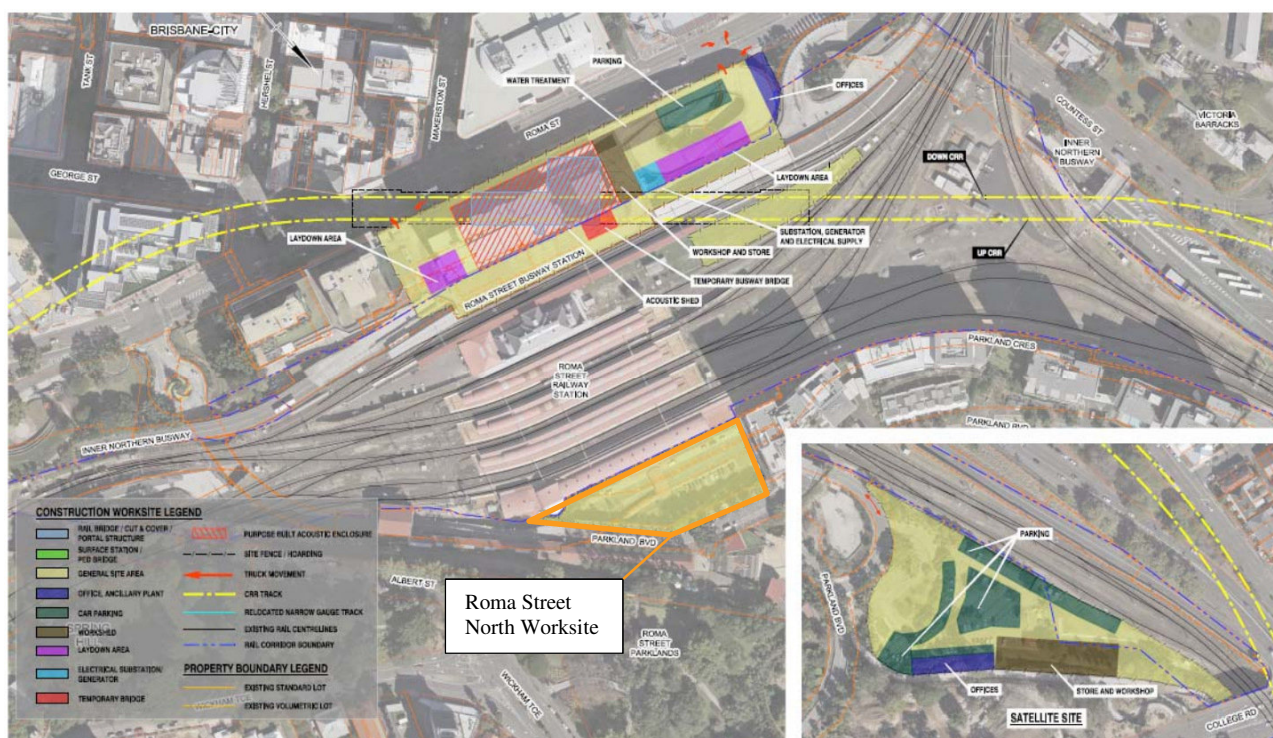 BRISBANE CITY
TANK ST
HERSCHEL ST
MAKERSTON ST
GEORGE ST
ROMA ST
PARKING
WATER TREATMENT
OFFICES
COUNTESS ST
VICTORIA
BARRACKS
INNER
NORTHERN
BUSWAY
DOWN CRR
UP CRR
LAYDOWN AREA
LAYDOWN AREA
SUBSTATION, GENERATOR
AND ELECTRICAL SUPPLY
WORKSHOP AND STORE
TEMPORARY BUSWAY BRIDGE
ACOUSTIC SHED
ROMA STREET BUSWAY STATION
ROMA
STREET
RAILWAY
STATION
PARKLAND CRES
PARKLAND BVD
INNER NORTHERN BUSWAY
PARKLAND BVD
ALBERT ST
Roma Street
North Worksite
ROMA
STREET
PARKLANDS
WICKHAM TCE
WICKHAM TCE
SPRING
HILL
CONSTRUCTION WORKSITE LEGEND
RAIL BRIDGE / CUT & COVER /
PORTAL STRUCTURE
SURFACE STATION /
PED BRIDGE
GENERAL SITE AREA
OFFICE, ANCILLARY PLANT
CAR PARKING
WORKSHED
LAYDOWN AREA
ELECTRICAL SUBSTATION/
GENERATOR
TEMPORARY BRIDGE
PURPOSE BUILT ACOUSTIC ENCLOSURE
SITE FENCE / HOARDING
TRUCK MOVEMENT
CRR TRACK
RELOCATED NARROW GAUGE TRACK
EXISTING RAIL CENTRELINES
RAIL CORRIDOR BOUNDARY
PROPERTY BOUNDARY LEGEND
EXISTING STANDARD LOT
EXISTING VOLUMETRIC LOT
PARKING
PARKLAND BVD
OFFICES
STORE AND WORKSHOP
SATELLITE SITE
COLLEGE RD